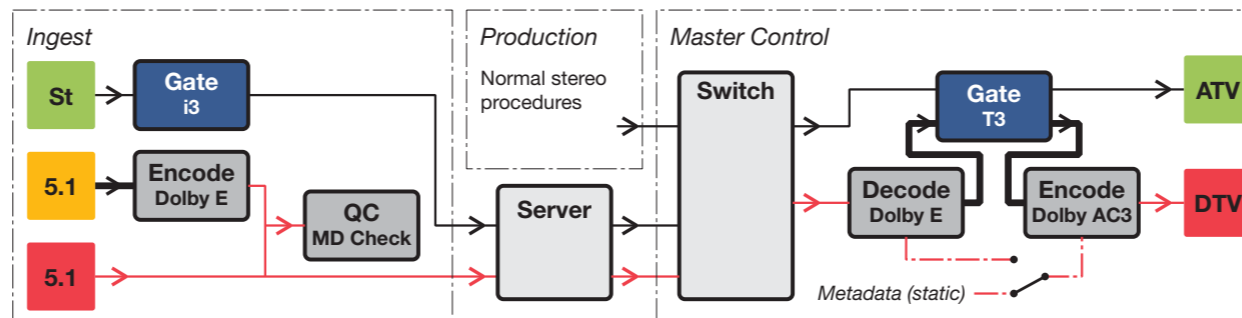 Ingest
St
Gate
i3
5.1
Encode
Dolby E
QC
MD Check
5.1
Production
Normal stereo
procedures
Server
Master Control
Switch
Gate
T3
Decode
Dolby E
Encode
Dolby AC3
Metadata (static)
ATV
DTV